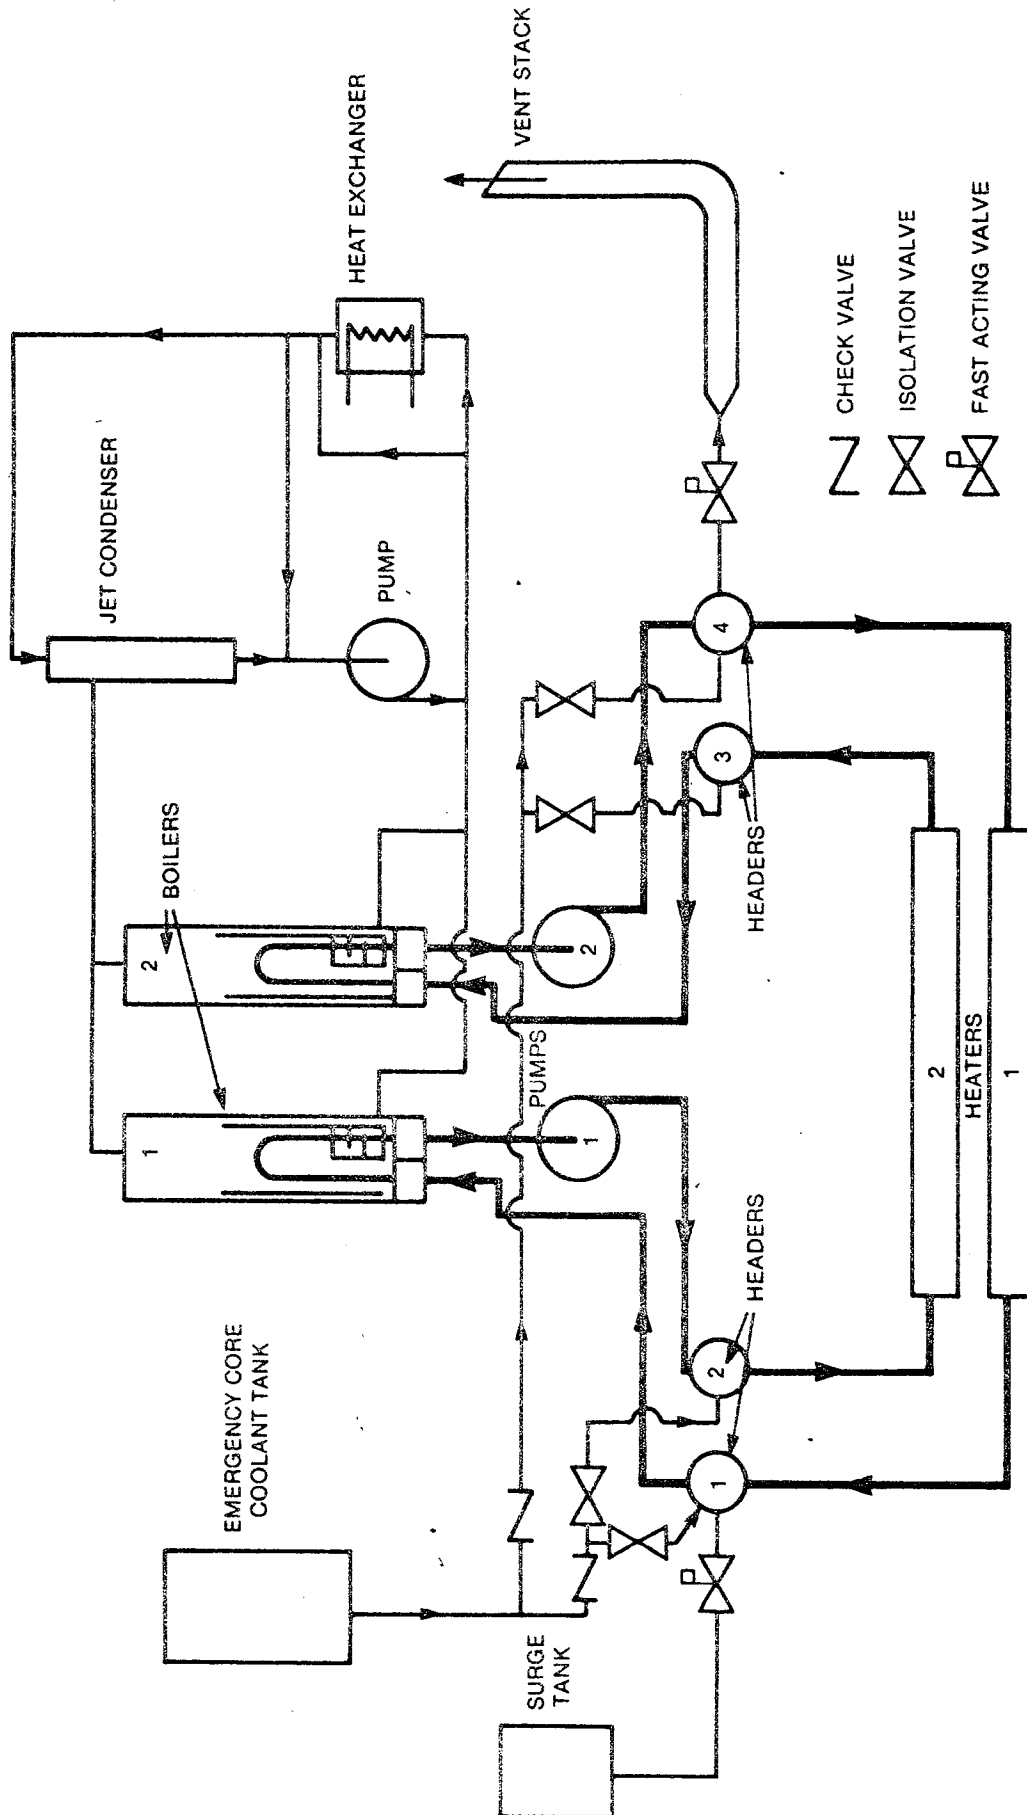 EMERGENCY CORE
COOLANT TANK
SURGE
TANK
1
2
BOILERS
JET CONDENSER
HEAT EXCHANGER
PUMP
PUMPS
1
2
VENT STACK
1
2
HEADERS
3
4
HEADERS
P
P
2
HEATERS
1
CHECK VALVE
ISOLATION VALVE
P
FAST ACTING VALVE